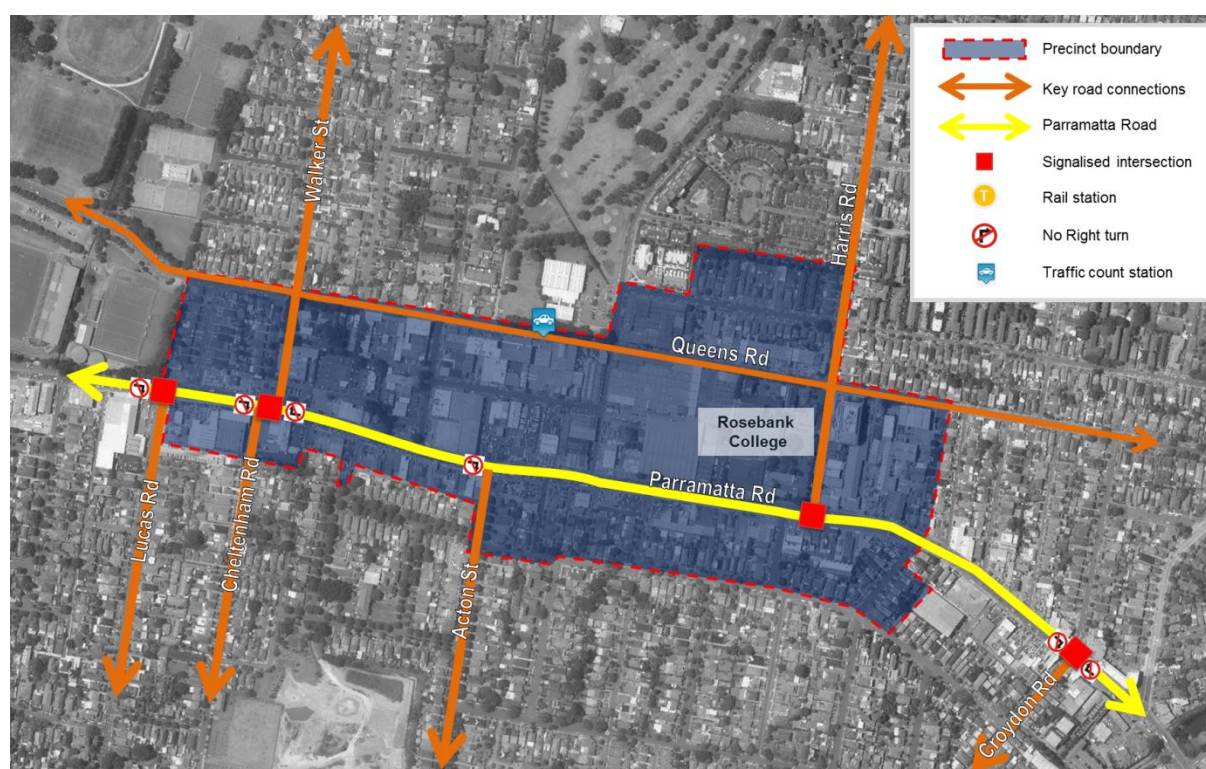 Precinct boundary
Key road connections
Parramatta Road
Signalised intersection
T
Rail station
No Right turn
Traffic count station
Walker St
Harris Rd
Queens Rd
Rosebank
College
Parramatta Rd
Lucas Rd
Cheltenham Rd
Acton St
Croydon Rd